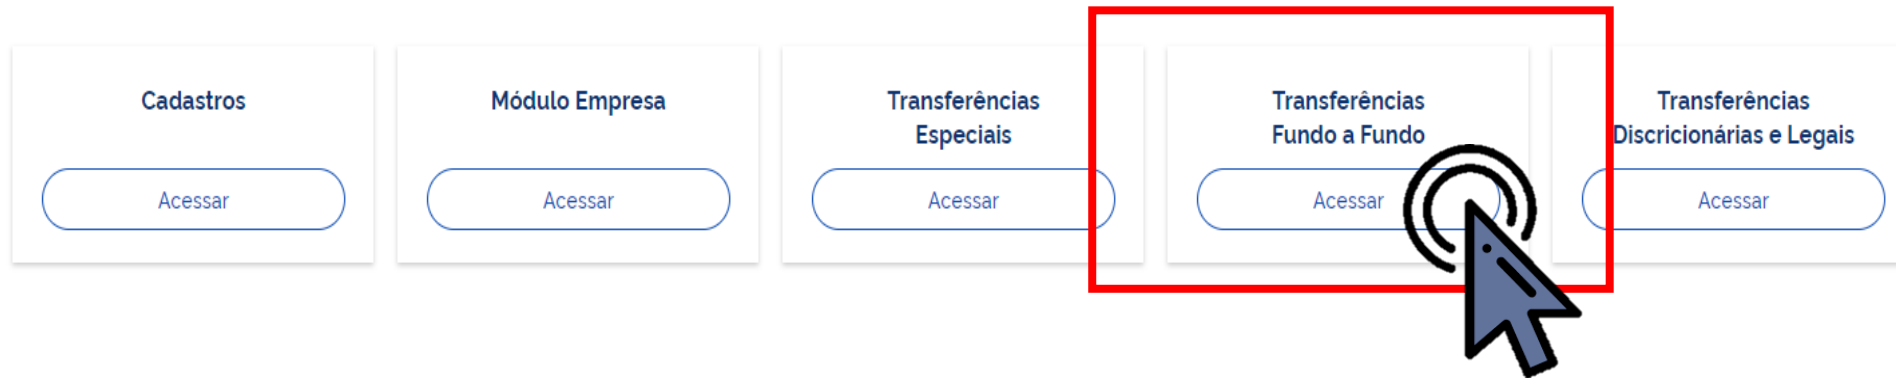 Cadastros
Acessar
Módulo Empresa
Acessar
Transferências
Especiais
Acessar
Transferências
Fundo a Fundo
Acessar
Transferências
Discricionárias e Legais
Acessar